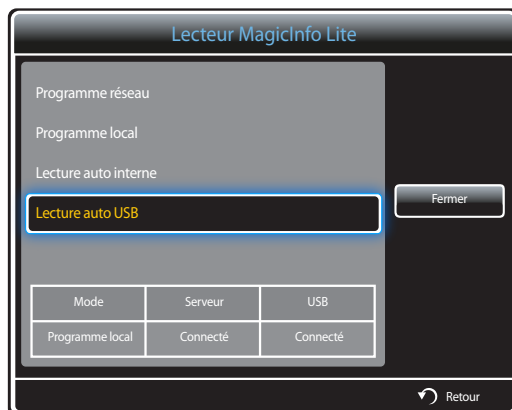 Lecteur MagicInfo Lite
Programme réseau
Programme local
Lecture auto interne
Lecture auto USB
Fermer
Mode Serveur USB
Programme local Connecté Connecté
Retour